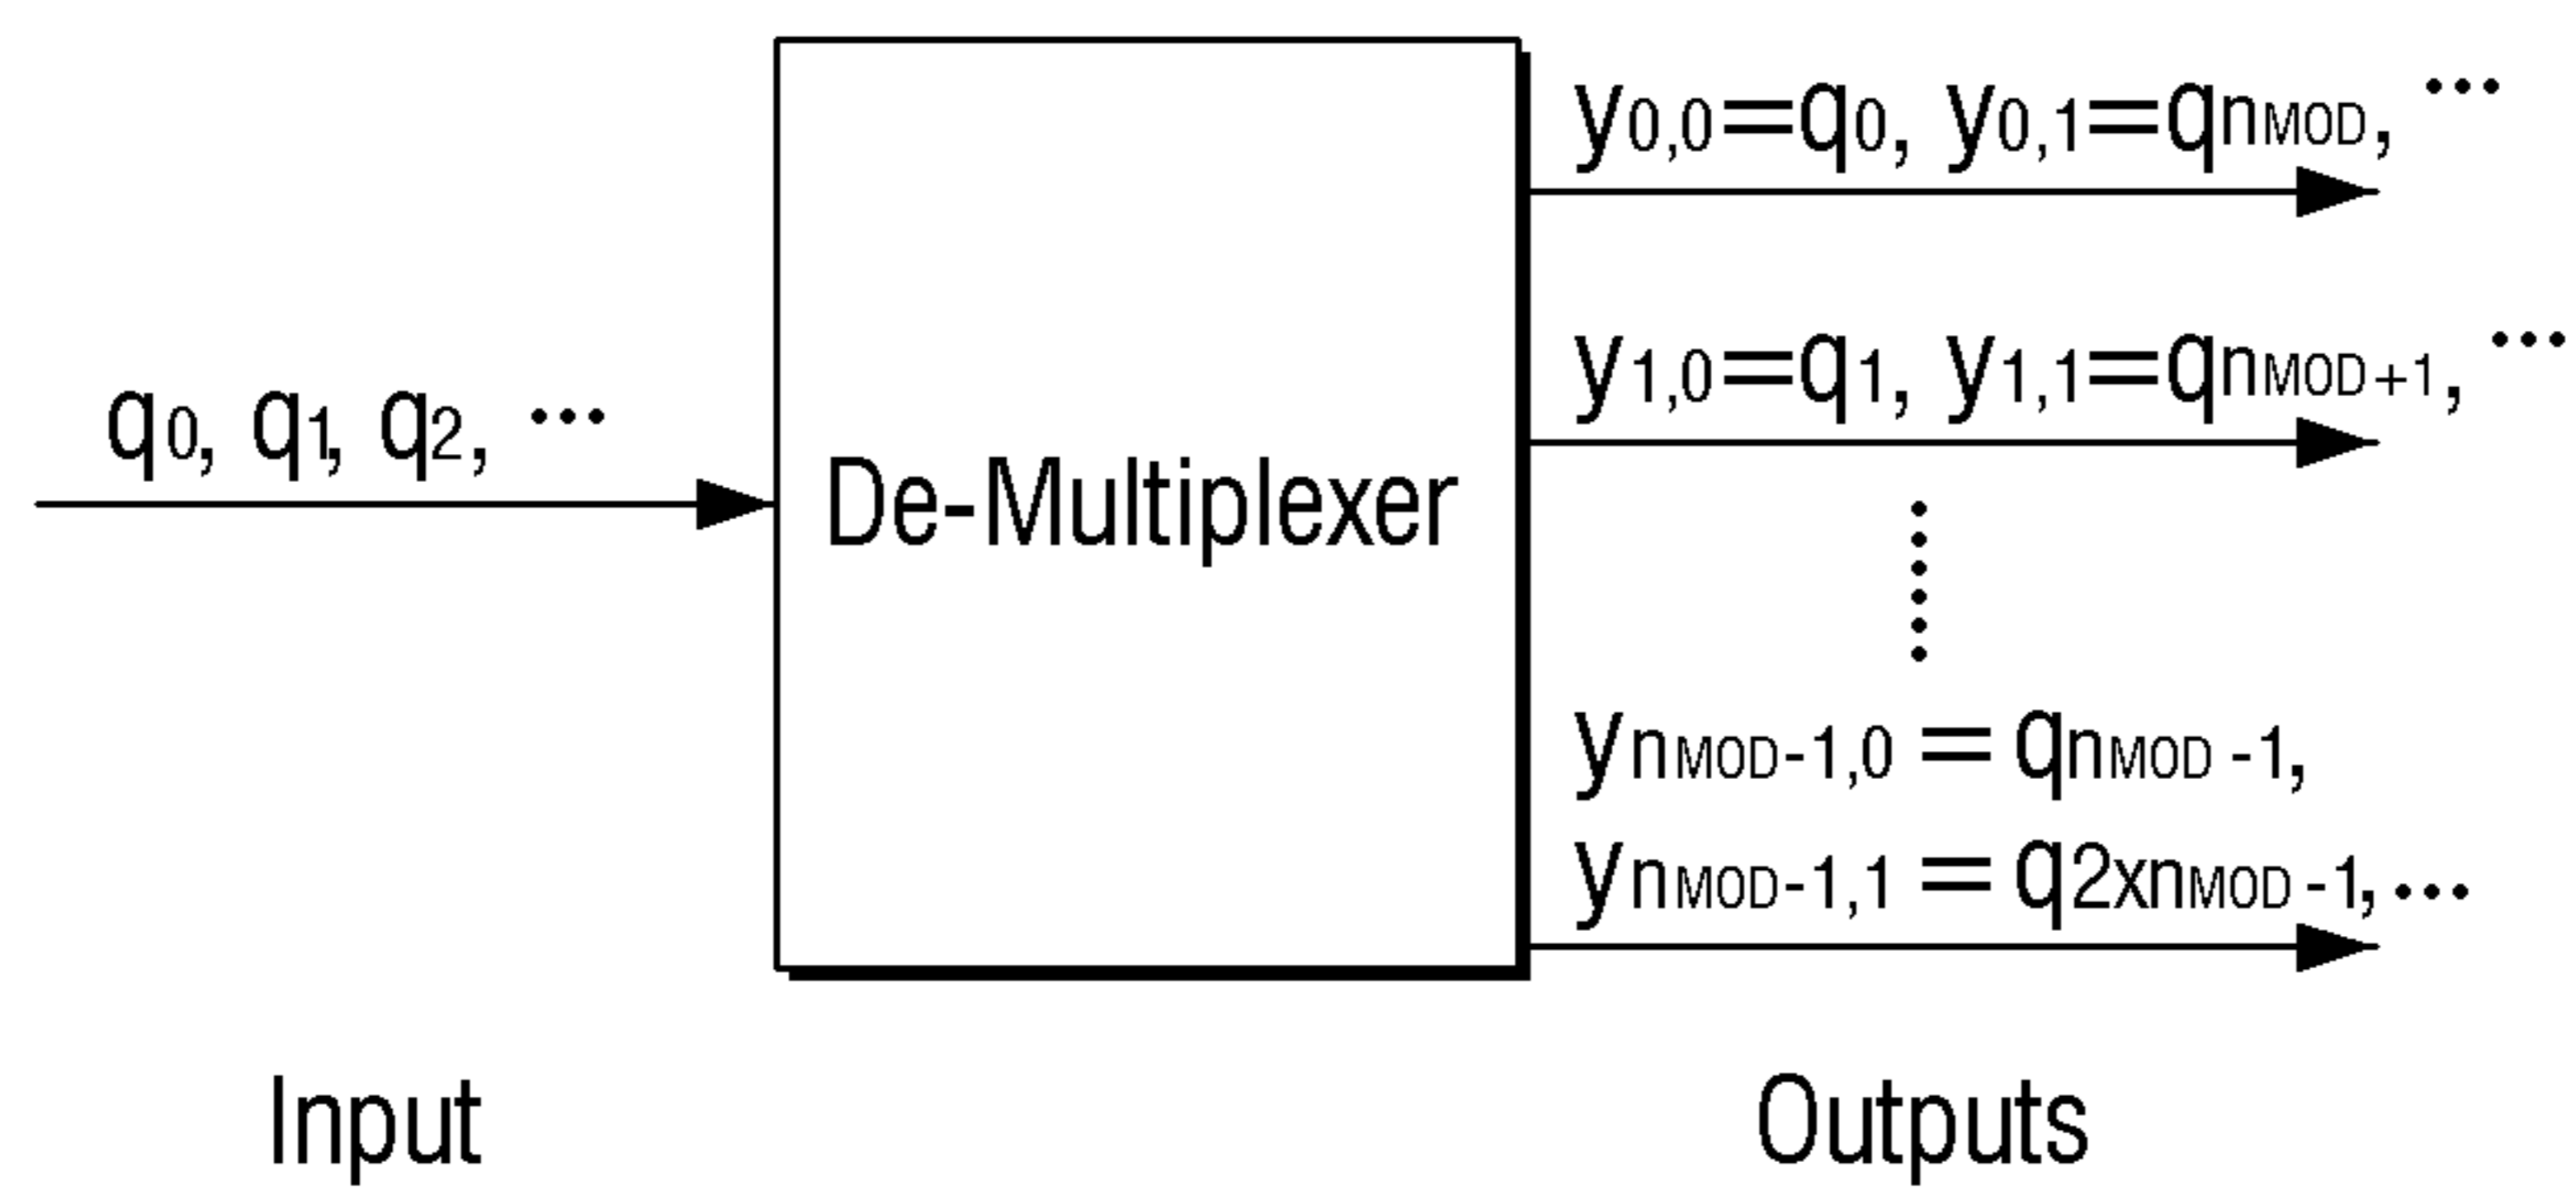 y0,0=q0, y0,1=qnMOD, ...
y1,0=q1, y1,1=qnMOD+1, ...
q0, q1, q2, ...
De-Multiplexer
ynMOD-1,0 = qnMOD -1,
ynMOD-1,1 = q2xnMOD -1, ...
Input
Outputs